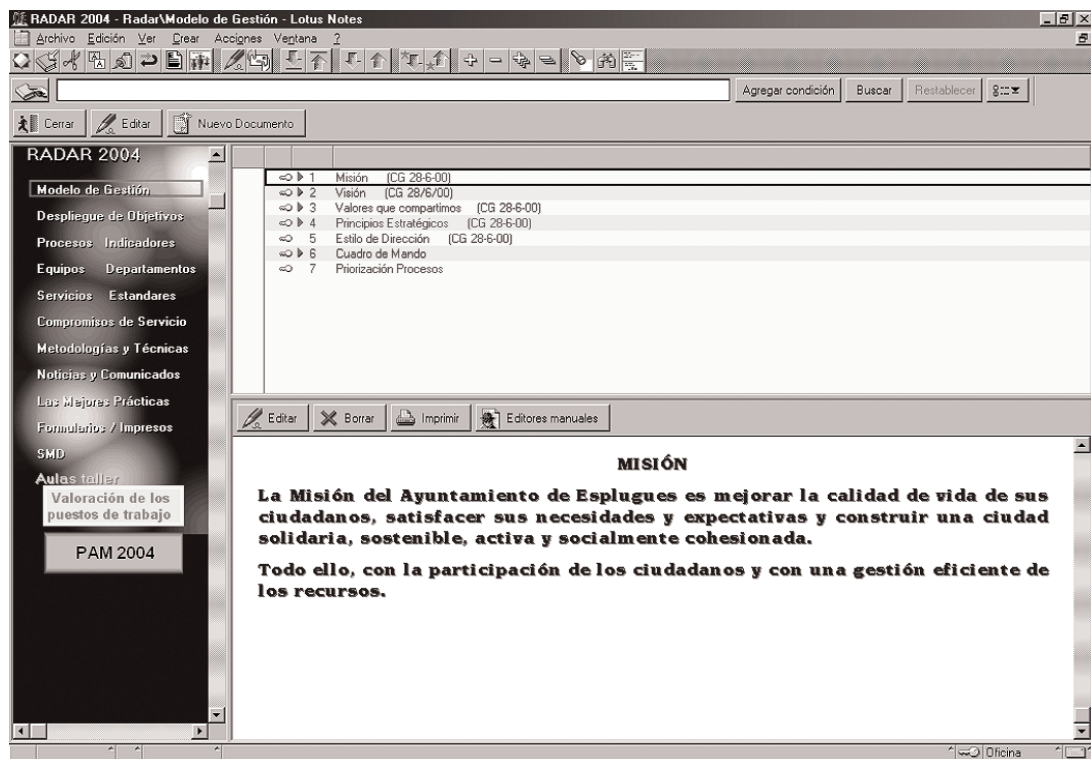 RADAR 2004 - Radar\Modelo de Gestión - Lotus Notes
Archivo Edición Ver Crear Acciones Ventana ?
Agregar condición Buscar Restablecer
Cerrar Editar Nuevo Documento
RADAR 2004
Modelo de Gestión
Despliegue de Objetivos
Procesos Indicadores
Equipos Departamentos
Servicios Estandares
Compromisos de Servicio
Metodologías y Técnicas
Noticias y Comunicados
Las Mejores Prácticas
Formularios / Impresos
SMD
Aulas taller
Valoración de los
puestos de trabajo
PAM 2004
1 Misión (CG 28-6-00)
2 Visión (CG 28/6/00)
3 Valores que compartimos (CG 28-6-00)
4 Principios Estratégicos (CG 28-6-00)
5 Estilo de Dirección (CG 28-6-00)
6 Cuadro de Mando
7 Priorización Procesos
Editar Borrar Imprimir Editores manuales
MISIÓN
La Misión del Ayuntamiento de Esplugues es mejorar la calidad de vida de sus
ciudadanos, satisfacer sus necesidades y expectativas y construir una ciudad
solidaria, sostenible, activa y socialmente cohesionada.
Todo ello, con la participación de los ciudadanos y con una gestión eficiente de
los recursos.
Oficina